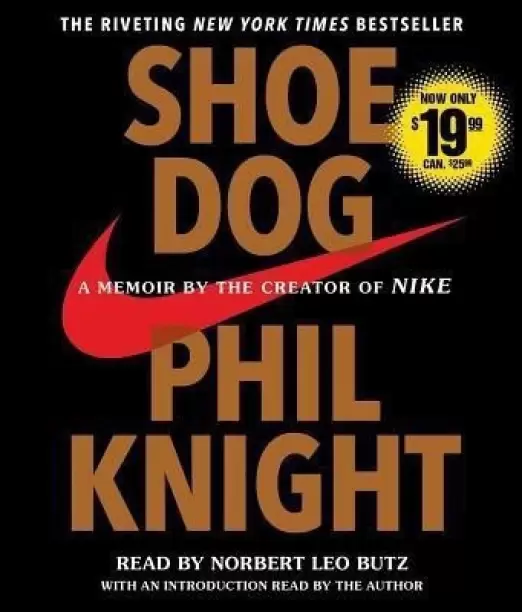 THE RIVETING NEW YORK TIMES BESTSELLER
SHOE
DOG
NOW ONLY
$19.99
CAN. $25.99
A MEMOIR BY THE CREATOR OF NIKE
PHIL
KNIGHT
READ BY NORBERT LEO BUTZ
WITH AN INTRODUCTION READ BY THE AUTHOR